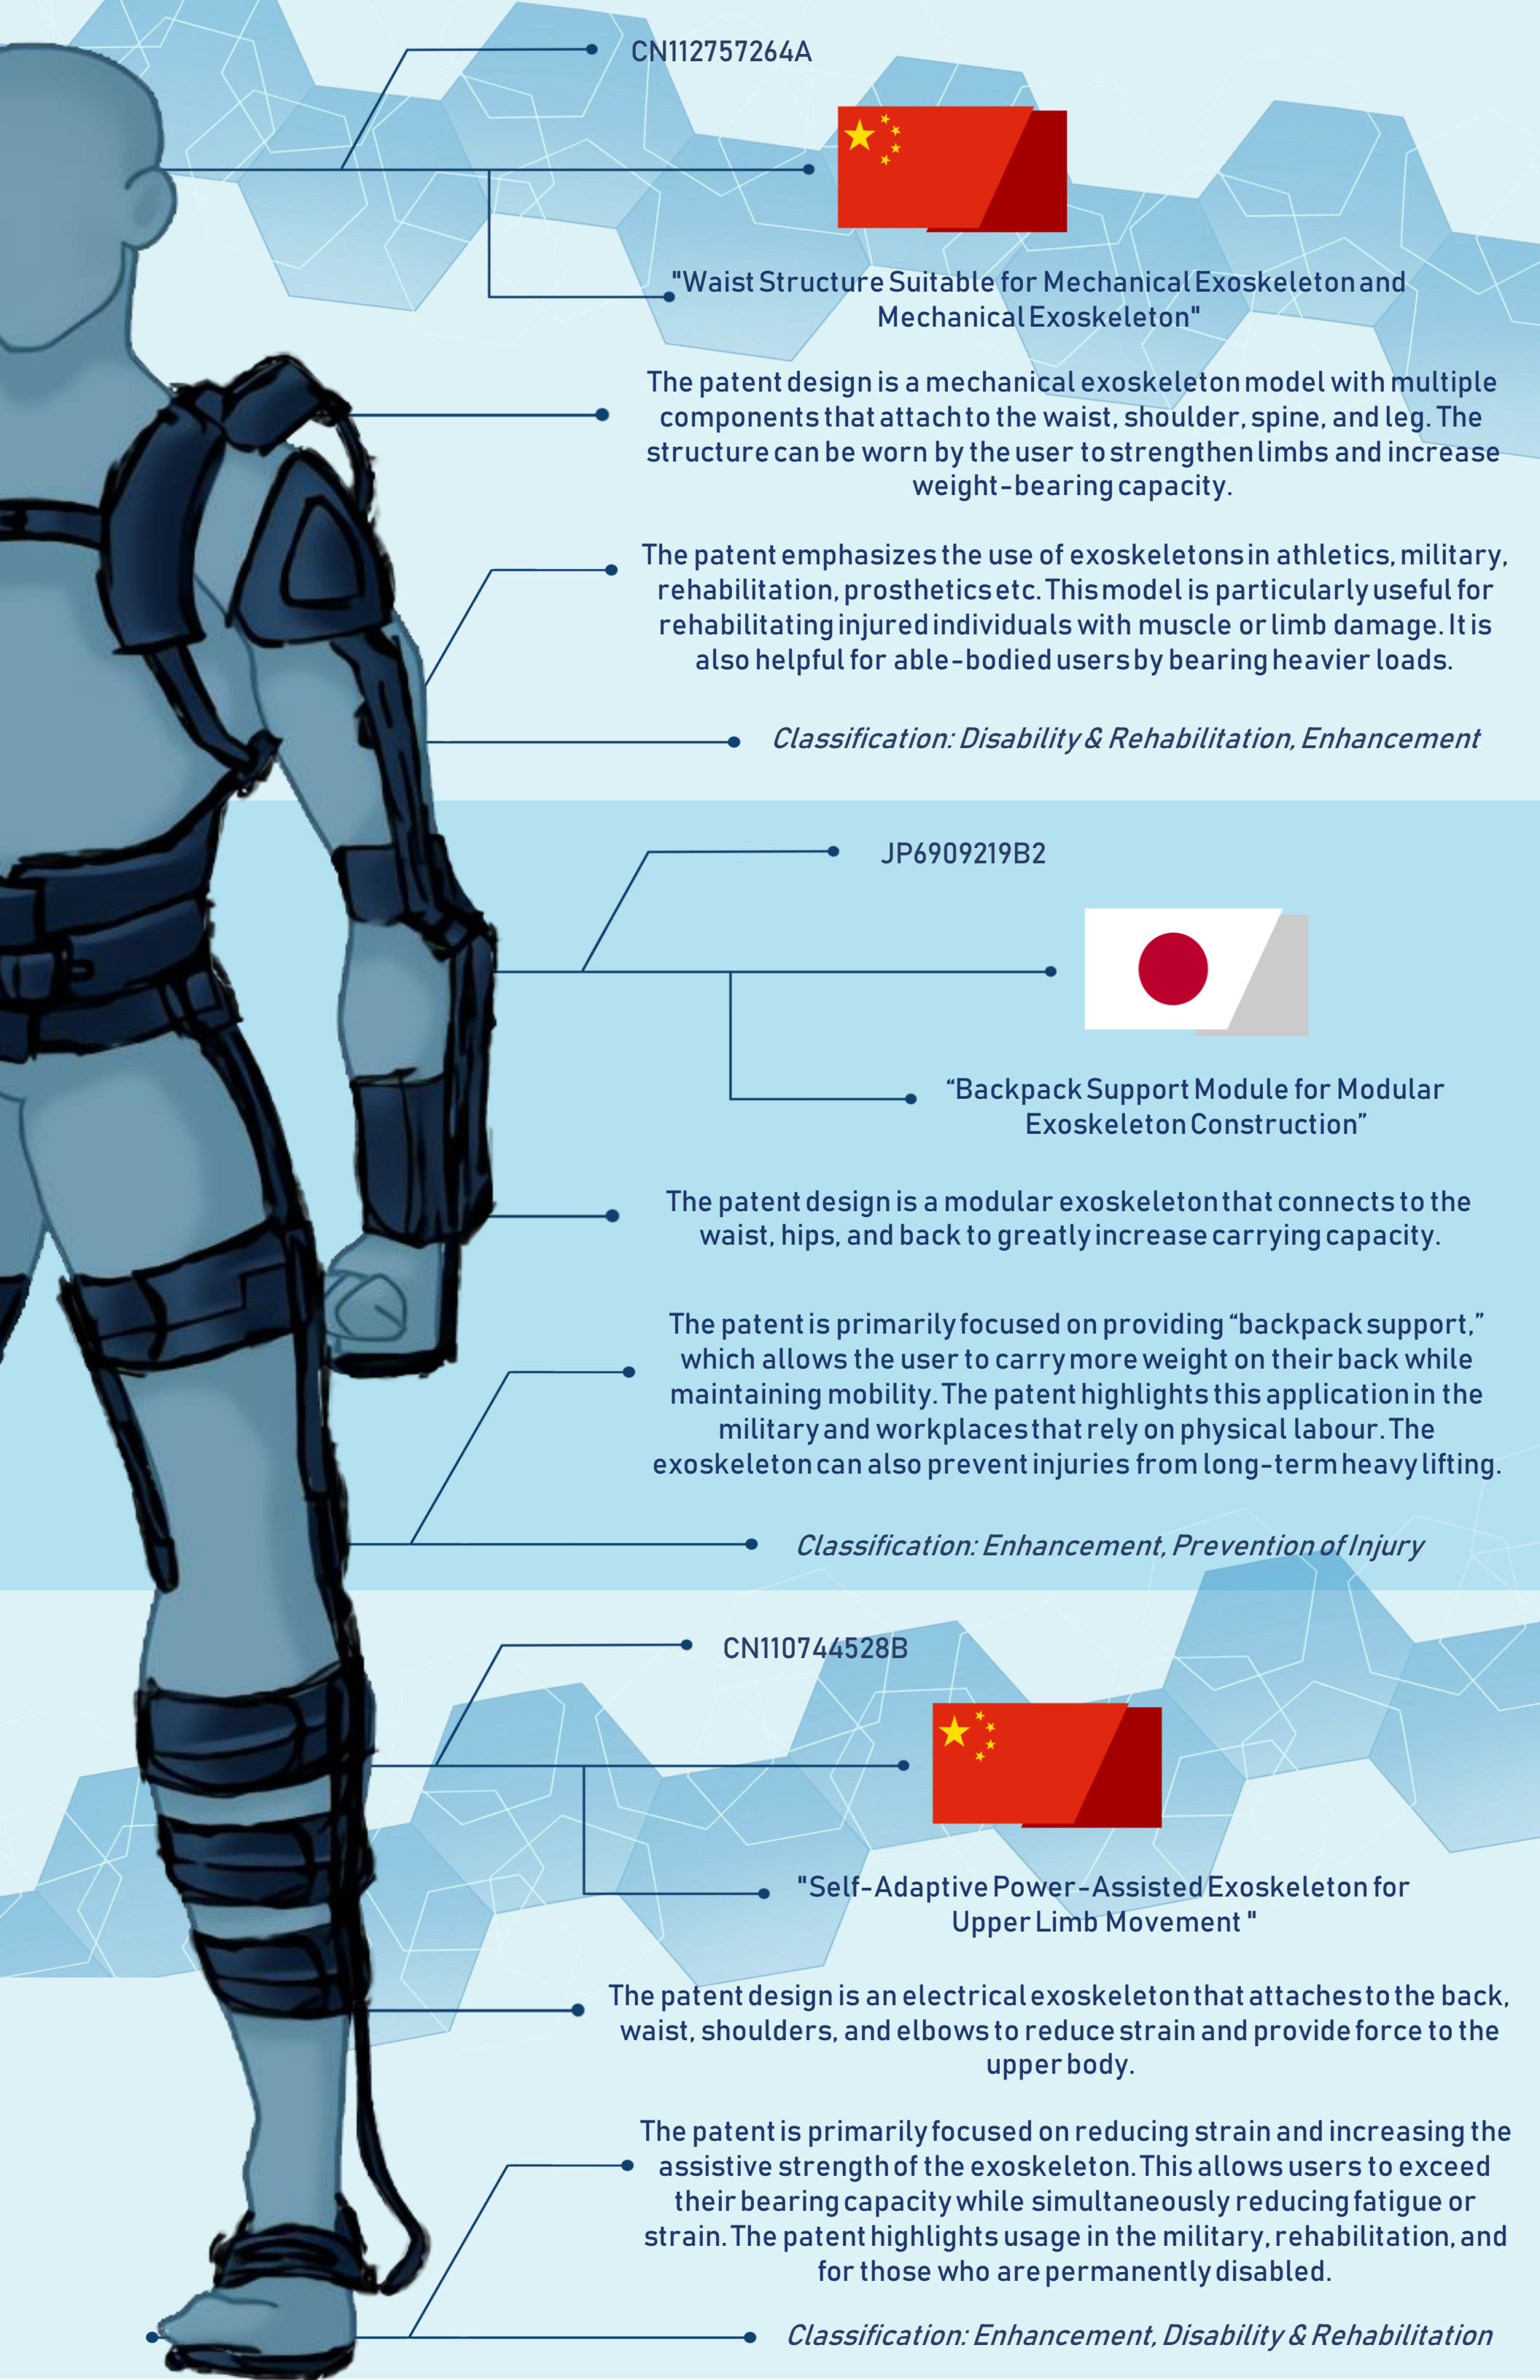 CN112757264A
"Waist Structure Suitable for Mechanical Exoskeleton and
Mechanical Exoskeleton"
The patent design is a mechanical exoskeleton model with multiple
components that attach to the waist, shoulder, spine, and leg. The
structure can be worn by the user to strengthen limbs and increase
weight-bearing capacity.
The patent emphasizes the use of exoskeletons in athletics, military,
rehabilitation, prosthetics etc. This model is particularly useful for
rehabilitating injured individuals with muscle or limb damage. It is
also helpful for able-bodied users by bearing heavier loads.
Classification: Disability & Rehabilitation, Enhancement
JP6909219B2
“Backpack Support Module for Modular
Exoskeleton Construction”
The patent design is a modular exoskeleton that connects to the
waist, hips, and back to greatly increase carrying capacity.
The patent is primarily focused on providing “backpack support,”
which allows the user to carry more weight on their back while
maintaining mobility. The patent highlights this application in the
military and workplaces that rely on physical labour. The
exoskeleton can also prevent injuries from long-term heavy lifting.
Classification: Enhancement, Prevention of Injury
CN110744528B
"Self-Adaptive Power-Assisted Exoskeleton for
Upper Limb Movement "
The patent design is an electrical exoskeleton that attaches to the back,
waist, shoulders, and elbows to reduce strain and provide force to the
upper body.
The patent is primarily focused on reducing strain and increasing the
assistive strength of the exoskeleton. This allows users to exceed
their bearing capacity while simultaneously reducing fatigue or
strain. The patent highlights usage in the military, rehabilitation, and
for those who are permanently disabled.
Classification: Enhancement, Disability & Rehabilitation